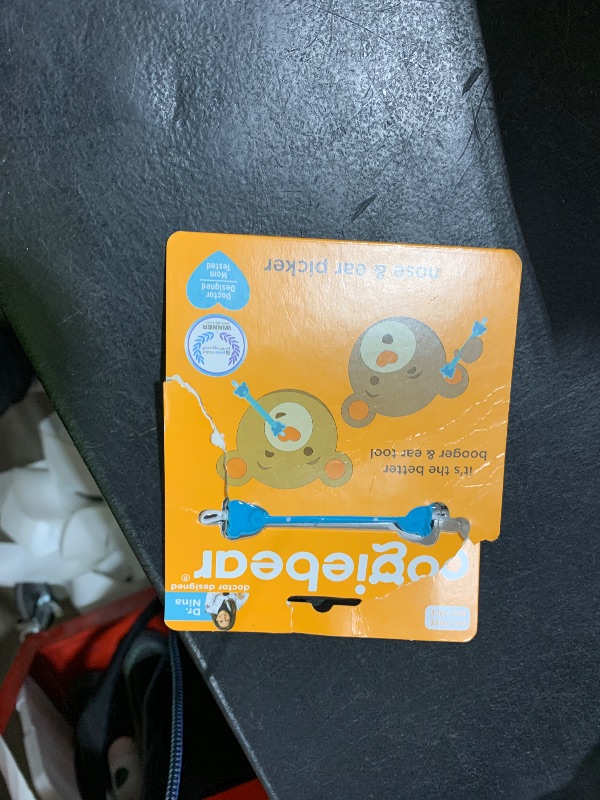 Dr.
Nina
doctor designed®
oogiebear
it's the better
booger & ear tool
WINNER
Doctor
Designed
Mom
Tested
nose & ear picker